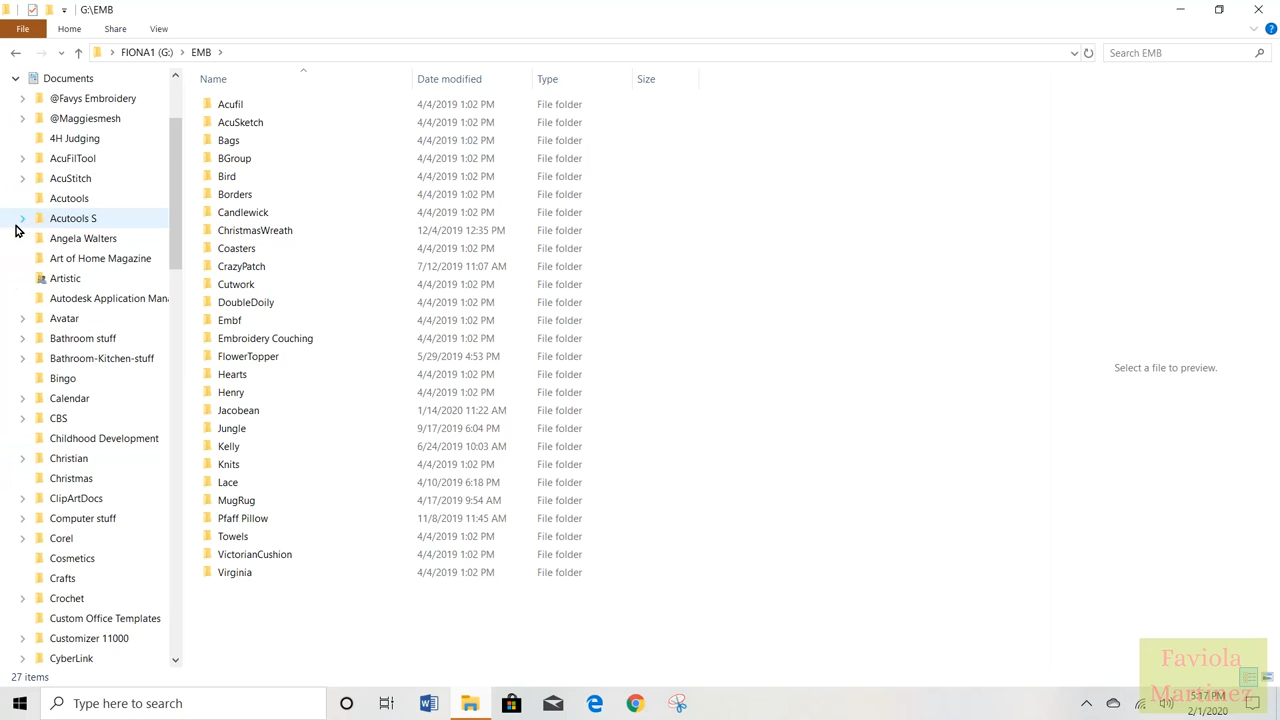 G:\EMB
File Home Share View
FIONA1 (G:) EMB
Search EMB
Documents
@Favys Embroidery
@Maggiesmesh
4H Judging
AcuFilTool
AcuStitch
Acutools
Acutools S
Angela Walters
Art of Home Magazine
Artistic
Autodesk Application Mana
Avatar
Bathroom stuff
Bathroom-Kitchen-stuff
Bingo
Calendar
CBS
Childhood Development
Christian
Christmas
ClipArtDocs
Computer stuff
Corel
Cosmetics
Crafts
Crochet
Custom Office Templates
Customizer 11000
CyberLink
Name Date modified Type Size
Acufil 4/4/2019 1:02 PM File folder
AcuSketch 4/4/2019 1:02 PM File folder
Bags 4/4/2019 1:02 PM File folder
BGroup 4/4/2019 1:02 PM File folder
Bird 4/4/2019 1:02 PM File folder
Borders 4/4/2019 1:02 PM File folder
Candlewick 4/4/2019 1:02 PM File folder
ChristmasWreath 12/4/2019 12:35 PM File folder
Coasters 4/4/2019 1:02 PM File folder
CrazyPatch 7/12/2019 11:07 AM File folder
Cutwork 4/4/2019 1:02 PM File folder
DoubleDoily 4/4/2019 1:02 PM File folder
Embf 4/4/2019 1:02 PM File folder
Embroidery Couching 4/4/2019 1:02 PM File folder
FlowerTopper 5/29/2019 4:53 PM File folder
Hearts 4/4/2019 1:02 PM File folder
Henry 4/4/2019 1:02 PM File folder
Jacobean 1/14/2020 11:22 AM File folder
Jungle 9/17/2019 6:04 PM File folder
Kelly 6/24/2019 10:03 AM File folder
Knits 4/4/2019 1:02 PM File folder
Lace 4/10/2019 6:18 PM File folder
MugRug 4/17/2019 9:54 AM File folder
Pfaff Pillow 11/8/2019 11:45 AM File folder
Towels 4/4/2019 1:02 PM File folder
VictorianCushion 4/4/2019 1:02 PM File folder
Virginia 4/4/2019 1:02 PM File folder
Select a file to preview.
27 items
Faviola
Martinez
Type here to search
5:17 PM
2/1/2020